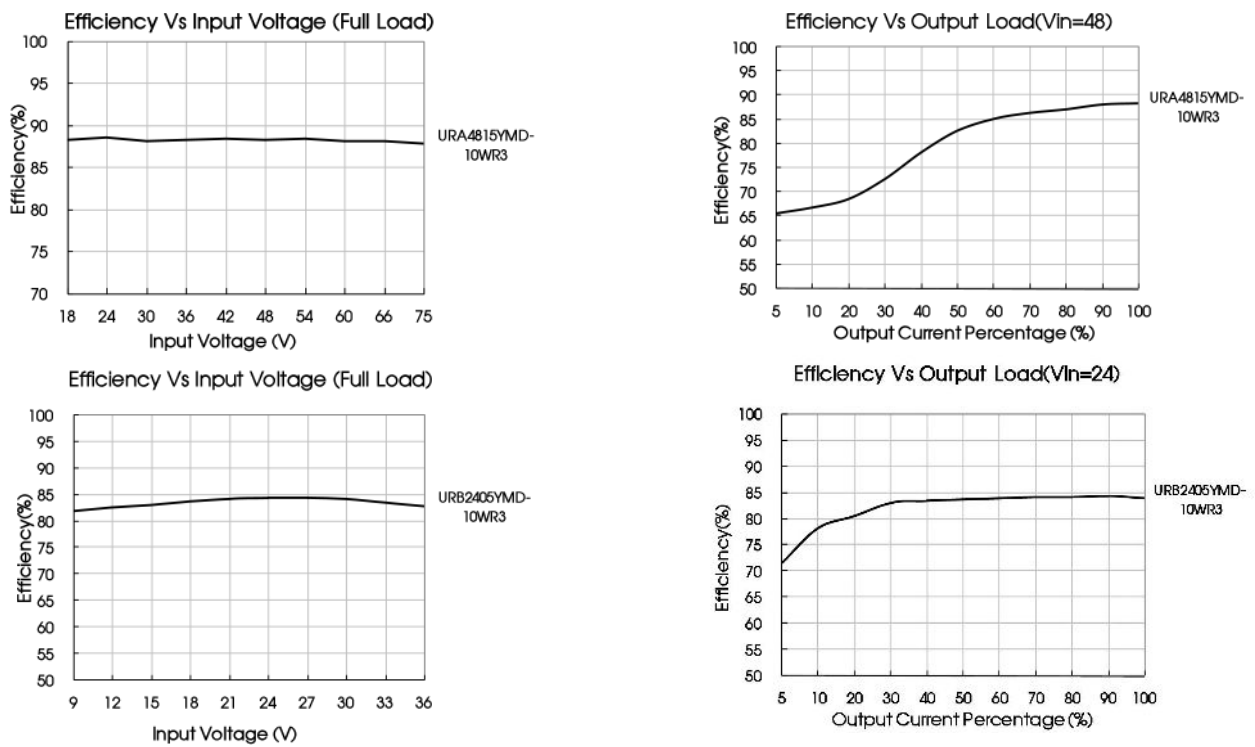 Efficiency Vs Input Voltage (Full Load)
100
95
90
85
80
75
70
Efficiency(%)
18 24 30 36 42 48 54 60 66 75
Input Voltage (V)
URA4815YMD-
10WR3
Efficiency Vs Output Load(Vin=48)
100
95
90
85
80
75
70
65
60
55
50
Efficiency(%)
5 10 20 30 40 50 60 70 80 90 100
Output Current Percentage (%)
URA4815YMD-
10WR3
Efficiency Vs Input Voltage (Full Load)
100
95
90
85
80
75
70
65
60
55
50
Efficiency(%)
9 12 15 18 21 24 27 30 33 36
Input Voltage (V)
URB2405YMD-
10WR3
Efficiency Vs Output Load(Vin=24)
100
95
90
85
80
75
70
65
60
55
50
Efficiency(%)
5 10 20 30 40 50 60 70 80 90 100
Output Current Percentage (%)
URB2405YMD-
10WR3